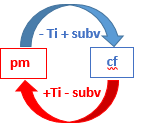 - Ti + subv
pm
cf
+Ti - subv